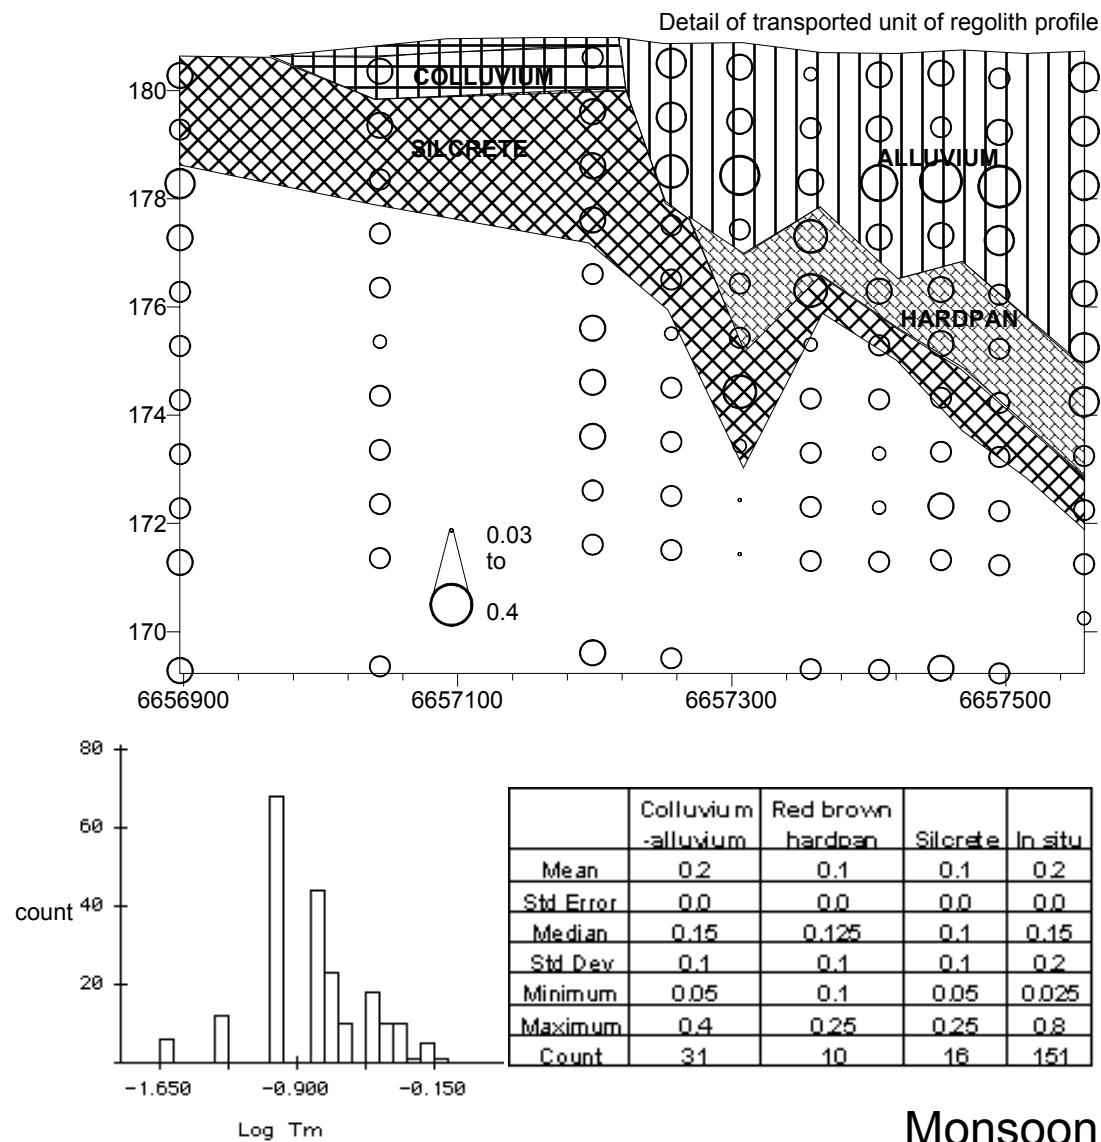 Detail of transported unit of regolith profile
180
COLLUVIUM
SILCRETE
ALLUVIUM
178
176
HARDPAN
174
172
0.03
to
0.4
170
6656900 6657100 6657300 6657500
80
60
count 40
20
-1.650 -0.900 -0.150
Log Tm
Colluvium -alluvium Red brown hardpan Silcrete In situ
Mean 0.2 0.1 0.1 0.2
Std Error 0.0 0.0 0.0 0.0
Median 0.15 0.125 0.1 0.15
Std Dev 0.1 0.1 0.1 0.2
Minimum 0.05 0.1 0.05 0.025
Maximum 0.4 0.25 0.25 0.8
Count 31 10 16 151
Monsoon